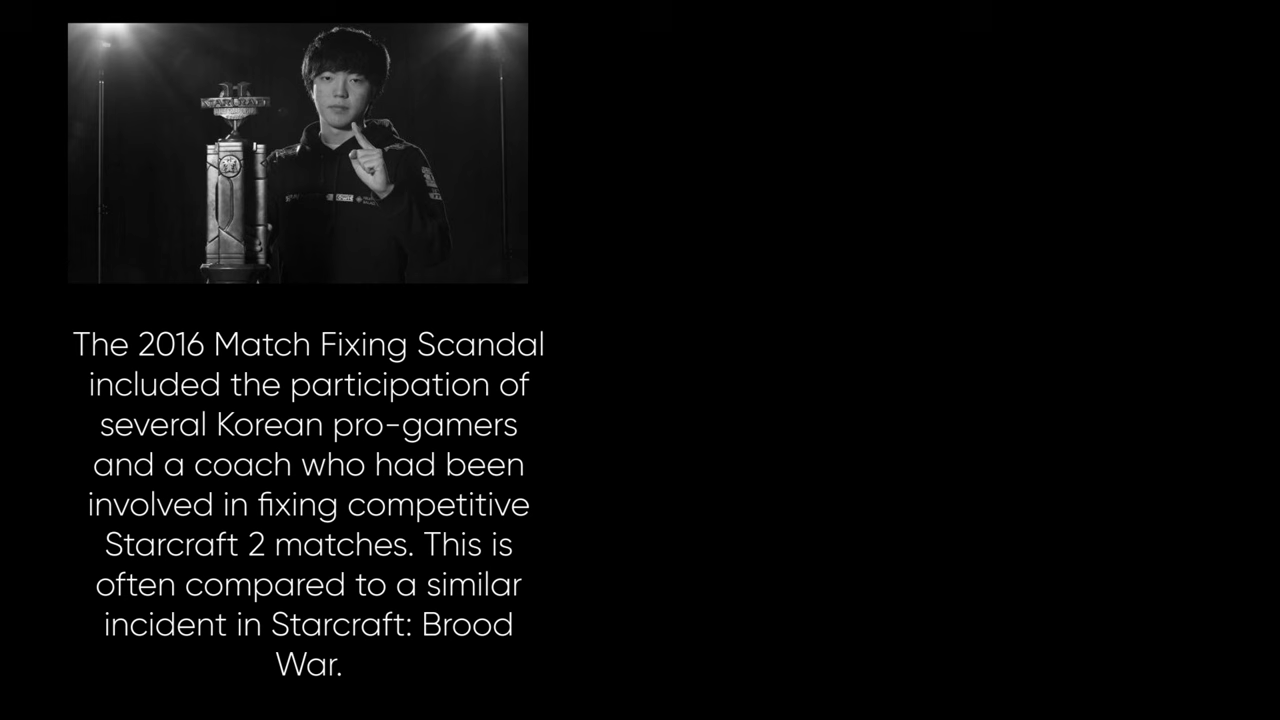 The 2016 Match Fixing Scandal
included the participation of
several Korean pro-gamers
and a coach who had been
involved in fixing competitive
Starcraft 2 matches. This is
often compared to a similar
incident in Starcraft: Brood
War.